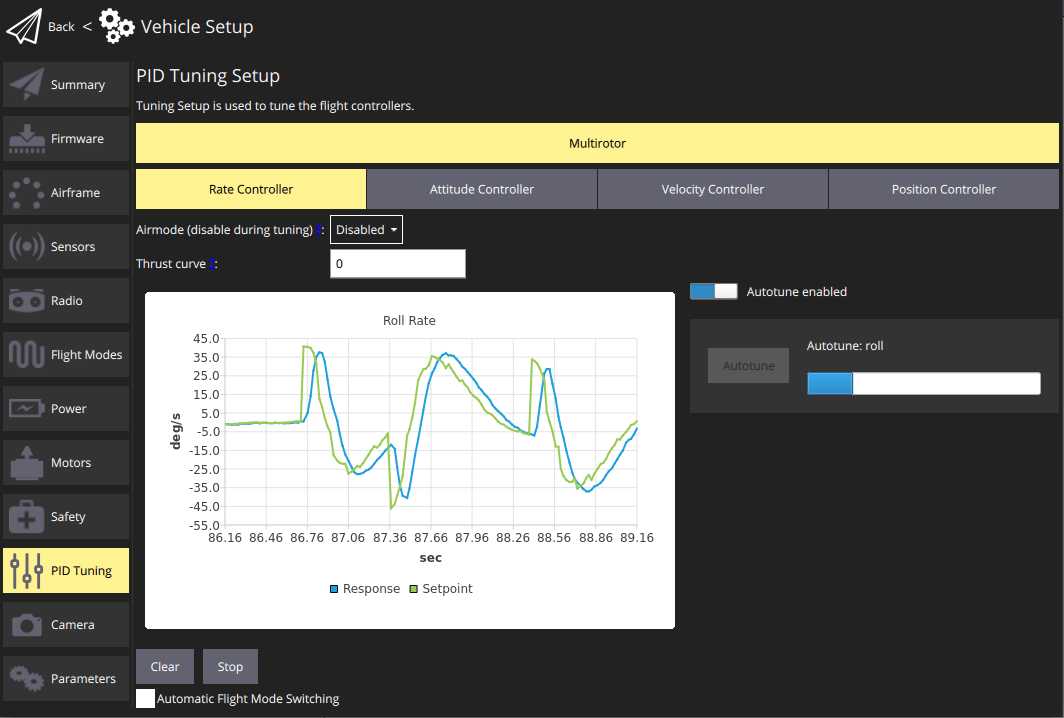 Back < Vehicle Setup
Summary
Firmware
Airframe
Sensors
Radio
Flight Modes
Power
Motors
Safety
PID Tuning
Camera
Parameters
PID Tuning Setup
Tuning Setup is used to tune the flight controllers.
Multirotor
Rate Controller Attitude Controller Velocity Controller Position Controller
Airmode (disable during tuning) ?: Disabled
Thrust curve ?: 0
Roll Rate
45.0
35.0
25.0
15.0
5.0
-5.0
-15.0
-25.0
-35.0
-45.0
-55.0
deg/s
86.16 86.46 86.76 87.06 87.36 87.66 87.96 88.26 88.56 88.86 89.16
sec
Response Setpoint
Autotune enabled
Autotune
Autotune: roll
Clear Stop
Automatic Flight Mode Switching